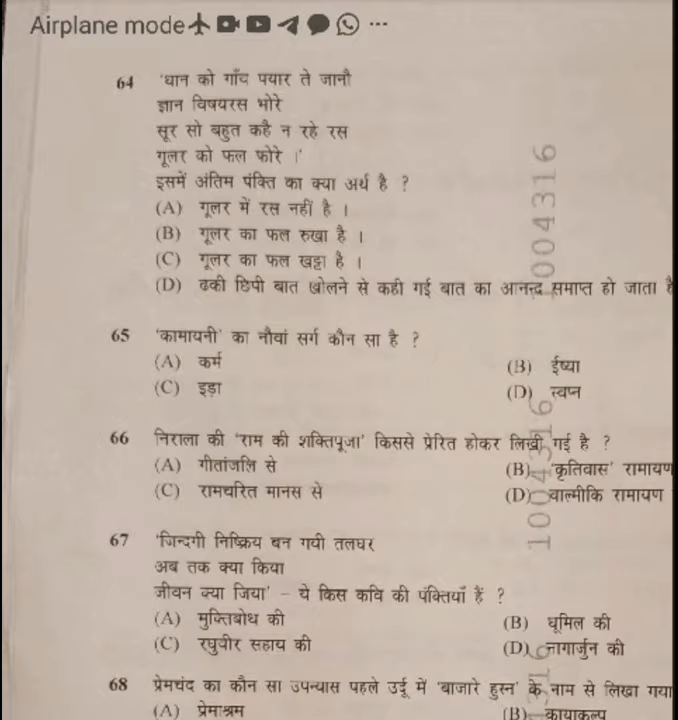 Airplane mode ...
64 'धान को गाँव पयार ते जानौ
ज्ञान विषयरस भोरे
सूर सो बहुत कहै न रहे रस
गूलर को फल फोरे ।'
इसमें अंतिम पंक्ति का क्या अर्थ है ?
(A) गूलर में रस नहीं है ।
(B) गूलर का फल रुखा है ।
(C) गूलर का फल खट्टा है ।
(D) ढकी छिपी बात खोलने से कही गई बात का आनन्द समाप्त हो जाता है
65 'कामायनी' का नौवां सर्ग कौन सा है ?
(A) कर्म (B) ईष्या
(C) इड़ा (D) स्वप्न
66 निराला की 'राम की शक्तिपूजा' किससे प्रेरित होकर लिखी गई है ?
(A) गीतांजलि से (B) 'कृतिवास' रामायण
(C) रामचरित मानस से (D) वाल्मीकि रामायण
67 'जिन्दगी निष्क्रिय बन गयी तलघर
अब तक क्या किया
जीवन क्या जिया' – ये किस कवि की पंक्तियाँ हैं ?
(A) मुक्तिबोध की (B) धूमिल की
(C) रघुवीर सहाय की (D) नागार्जुन की
68 प्रेमचंद का कौन सा उपन्यास पहले उर्दू में 'बाजारे हुस्न' के नाम से लिखा गया
(A) प्रेमाश्रम (B) कायाकल्प
1004316
1004316